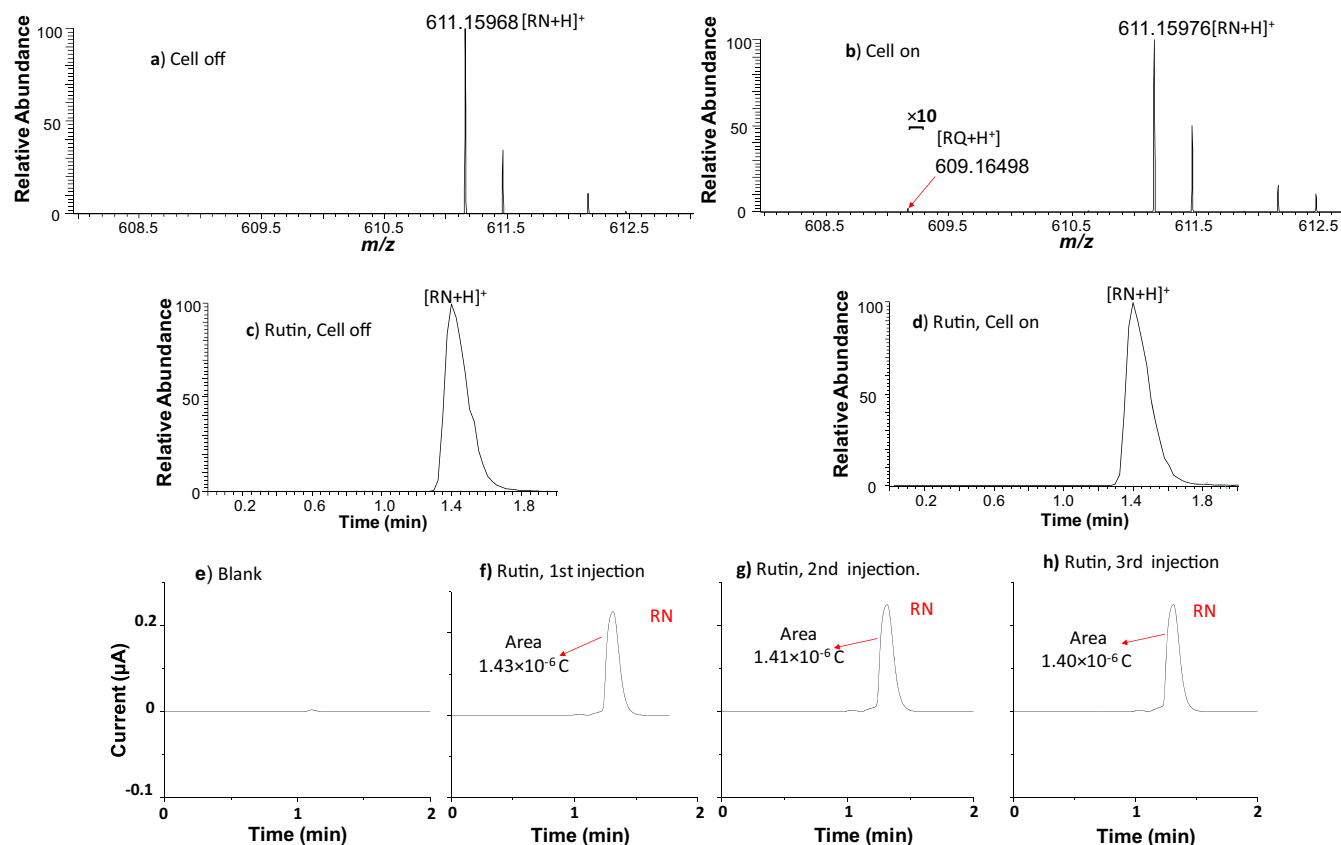 611.15968 [RN+H]+
a) Cell off
Relative Abundance
100
50
0
608.5 609.5 610.5 611.5 612.5
m/z
611.15976 [RN+H]+
b) Cell on
×10
[RQ+H+]
609.16498
Relative Abundance
100
50
0
608.5 609.5 610.5 611.5 612.5
m/z
[RN+H]+
c) Rutin, Cell off
Relative Abundance
100
50
0
0.2 0.6 1.0 1.4 1.8
Time (min)
[RN+H]+
d) Rutin, Cell on
Relative Abundance
100
50
0
0.2 0.6 1.0 1.4 1.8
Time (min)
e) Blank
Current (µA)
0.2
0
-0.1
0 1 2
Time (min)
f) Rutin, 1st injection
RN
Area
1.43×10-6 C
0 1 2
Time (min)
g) Rutin, 2nd injection.
RN
Area
1.41×10-6 C
0 1 2
Time (min)
h) Rutin, 3rd injection
RN
Area
1.40×10-6 C
0 1 2
Time (min)